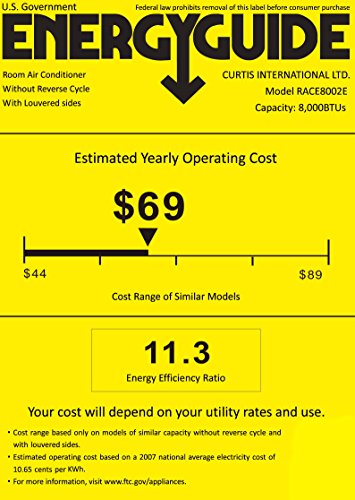 U.S. Government
Federal law prohibits removal of this label before consumer purchase
ENERGYGUIDE
Room Air Conditioner
Without Reverse Cycle
With Louvered sides
CURTIS INTERNATIONAL LTD.
Model RACE8002E
Capacity: 8,000BTUs
Estimated Yearly Operating Cost
$69
$44
$89
Cost Range of Similar Models
11.3
Energy Efficiency Ratio
Your cost will depend on your utility rates and use.
• Cost range based only on models of similar capacity without reverse cycle and
with louvered sides.
• Estimated operating cost based on a 2007 national average electricity cost of
10.65 cents per KWh.
• For more information, visit www.ftc.gov/appliances.